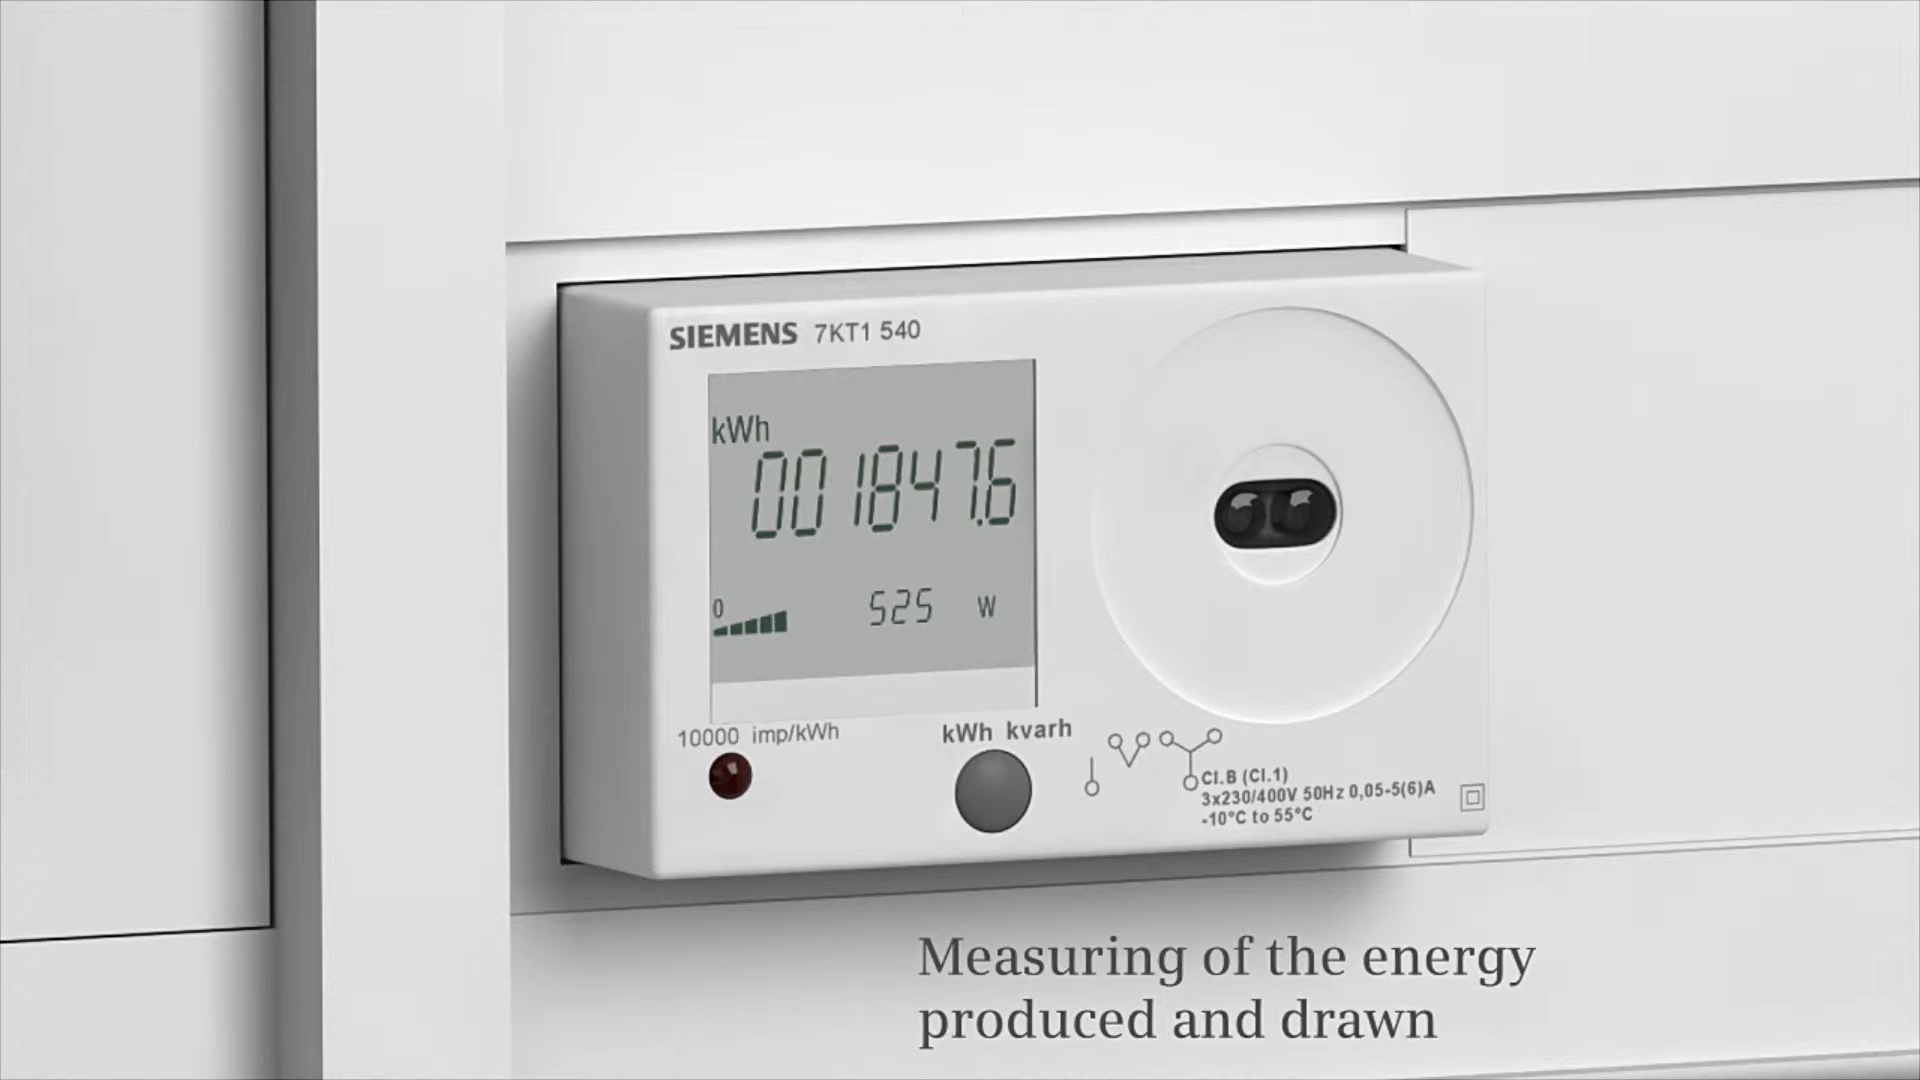 SIEMENS 7KT1 540
kWh
001847.6
0
525 W
10000 imp/kWh
kWh kvarh
Cl.B (Cl.1)
3x230/400V 50Hz 0,05-5(6)A
-10°C to 55°C
Measuring of the energy
produced and drawn